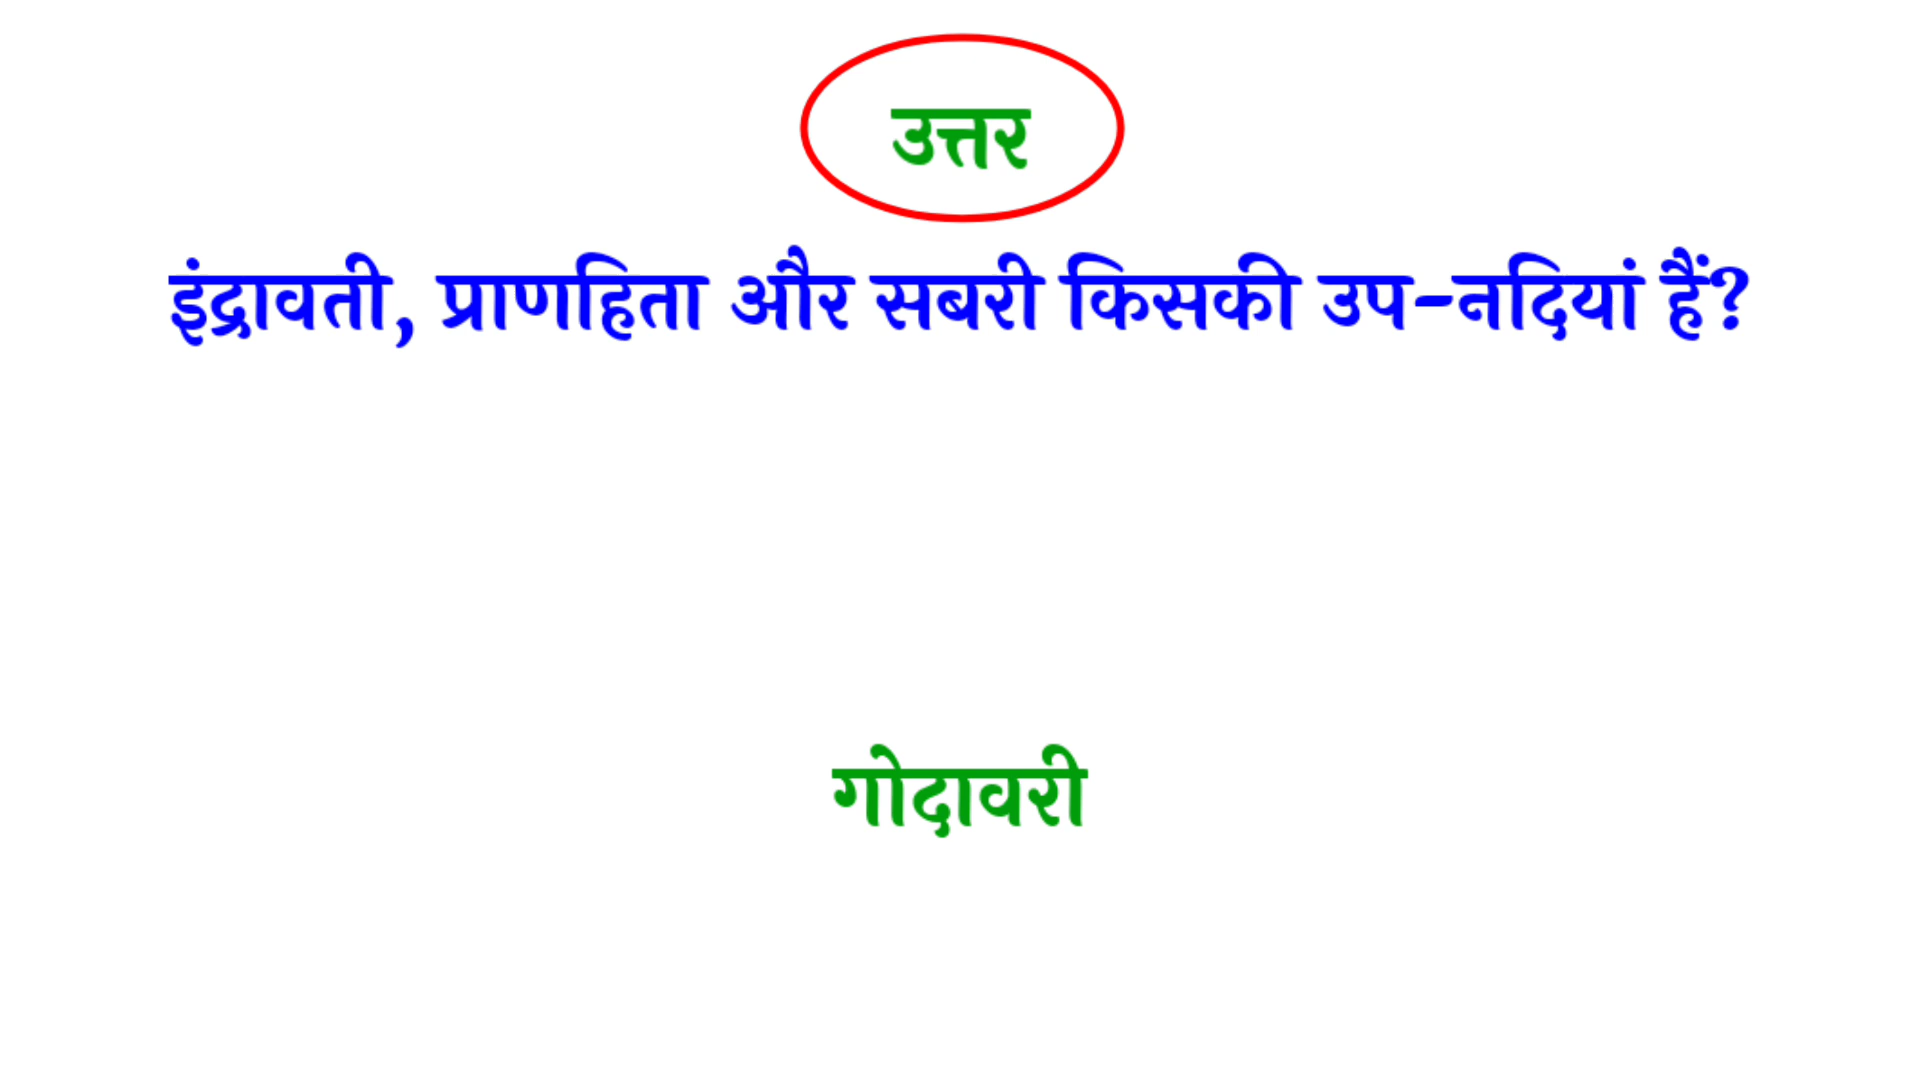 उत्तर
इंद्रावती, प्राणहिता और सबरी किसकी उप-नदियां हैं?
गोदावरी